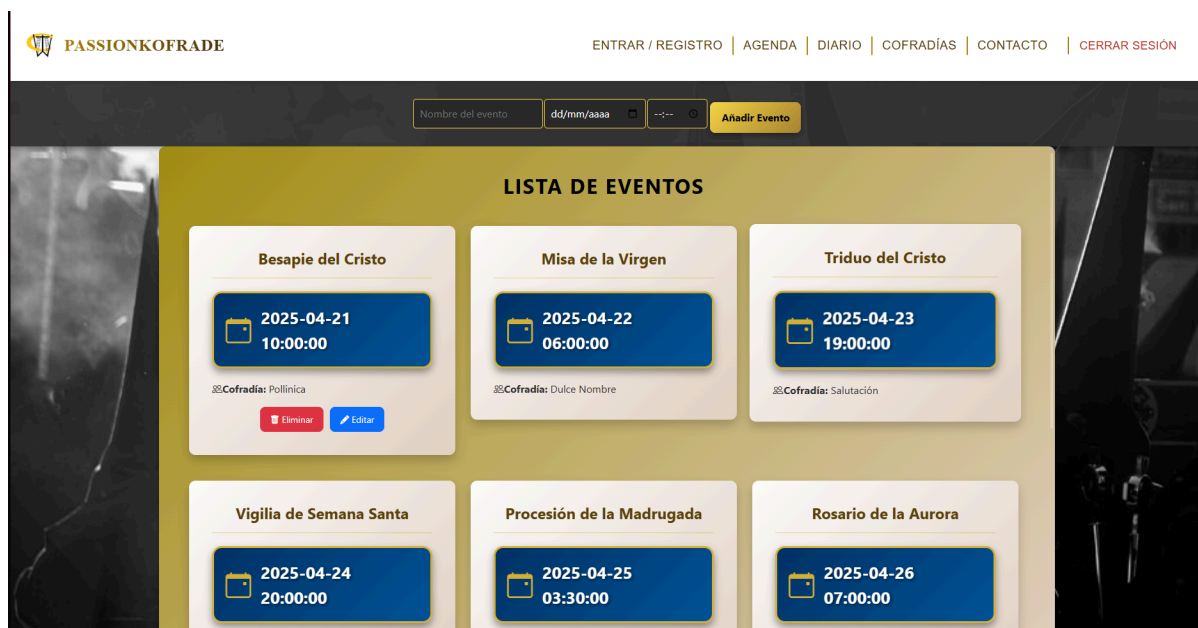 PASSIONKOFRADE
ENTRAR / REGISTRO
AGENDA
DIARIO
COFRADÍAS
CONTACTO
CERRAR SESIÓN
Nombre del evento
dd/mm/aaaa
--:--
Añadir Evento
LISTA DE EVENTOS
Besapie del Cristo
2025-04-21
10:00:00
Cofradía: Pollinica
Eliminar
Editar
Misa de la Virgen
2025-04-22
06:00:00
Cofradía: Dulce Nombre
Triduo del Cristo
2025-04-23
19:00:00
Cofradía: Salutación
Vigilia de Semana Santa
2025-04-24
20:00:00
Procesión de la Madrugada
2025-04-25
03:30:00
Rosario de la Aurora
2025-04-26
07:00:00